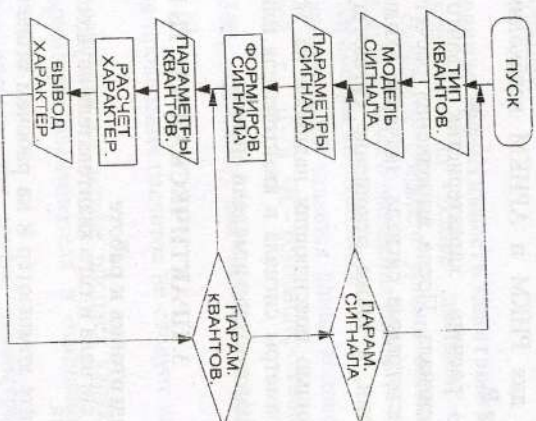 ПУСК
ТИП
КВАНТОВ.
МОДЕЛЬ
СИГНАЛА
ПАРАМЕТРЫ
СИГНАЛА
ФОРМИРОВ.
СИГНАЛА
ПАРАМЕТРЫ
КВАНТОВ.
РАСЧЕТ
ХАРАКТЕР.
ВЫВОД
ХАРАКТЕР
ПАРАМ.
СИГНАЛА
ПАРАМ.
КВАНТОВ.